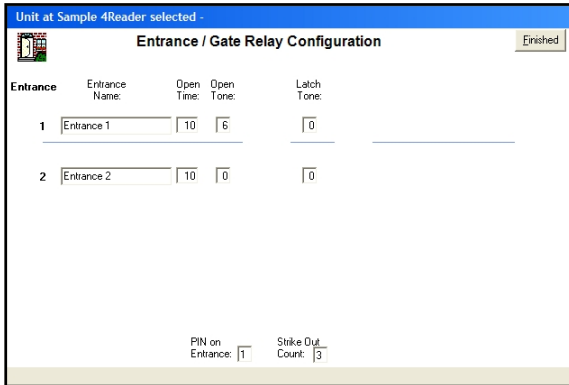 Unit at Sample 4Reader selected -
Entrance / Gate Relay Configuration
Finished
Entrance Entrance Name: Open Time: Open Tone: Latch Tone:
1 Entrance 1 10 6 0
2 Entrance 2 10 0 0
PIN on Entrance: 1 Strike Out Count: 3